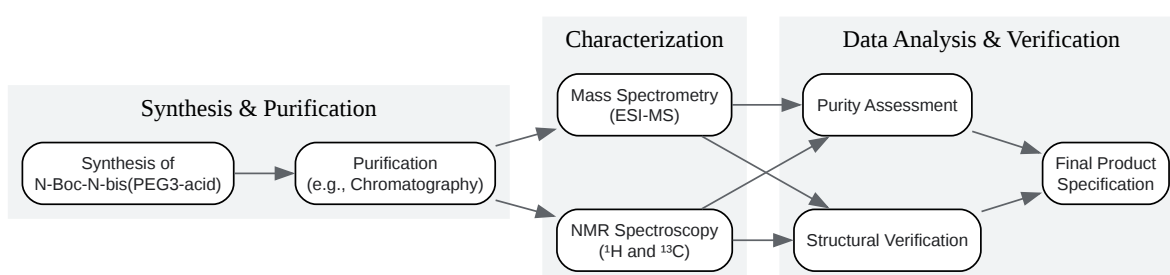 Synthesis & Purification
Synthesis of
N-Boc-N-bis(PEG3-acid)
Purification
(e.g., Chromatography)
Characterization
Mass Spectrometry
(ESI-MS)
NMR Spectroscopy
(¹H and ¹³C)
Data Analysis & Verification
Purity Assessment
Structural Verification
Final Product
Specification